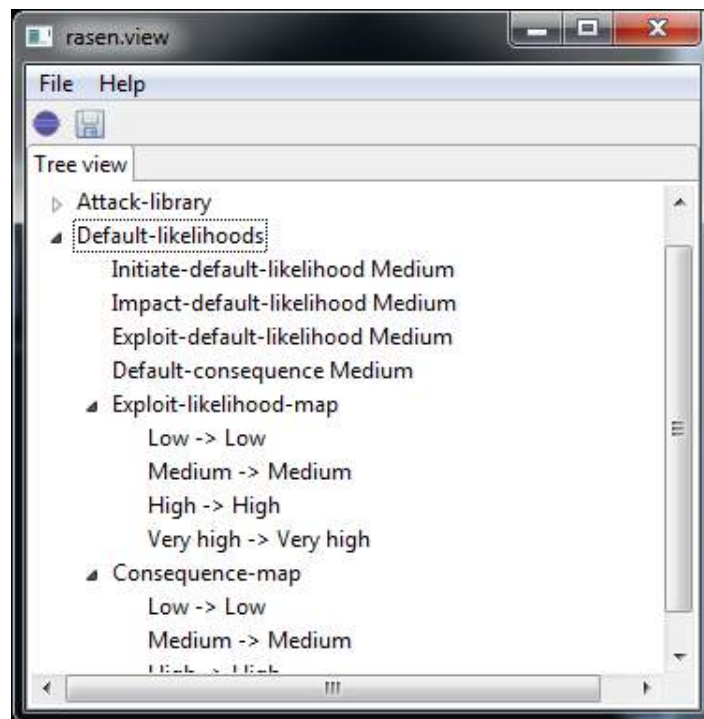 rasen.view
File Help
Tree view
Attack-library
Default-likelihoods
Initiate-default-likelihood Medium
Impact-default-likelihood Medium
Exploit-default-likelihood Medium
Default-consequence Medium
Exploit-likelihood-map
Low -> Low
Medium -> Medium
High -> High
Very high -> Very high
Consequence-map
Low -> Low
Medium -> Medium
High -> High